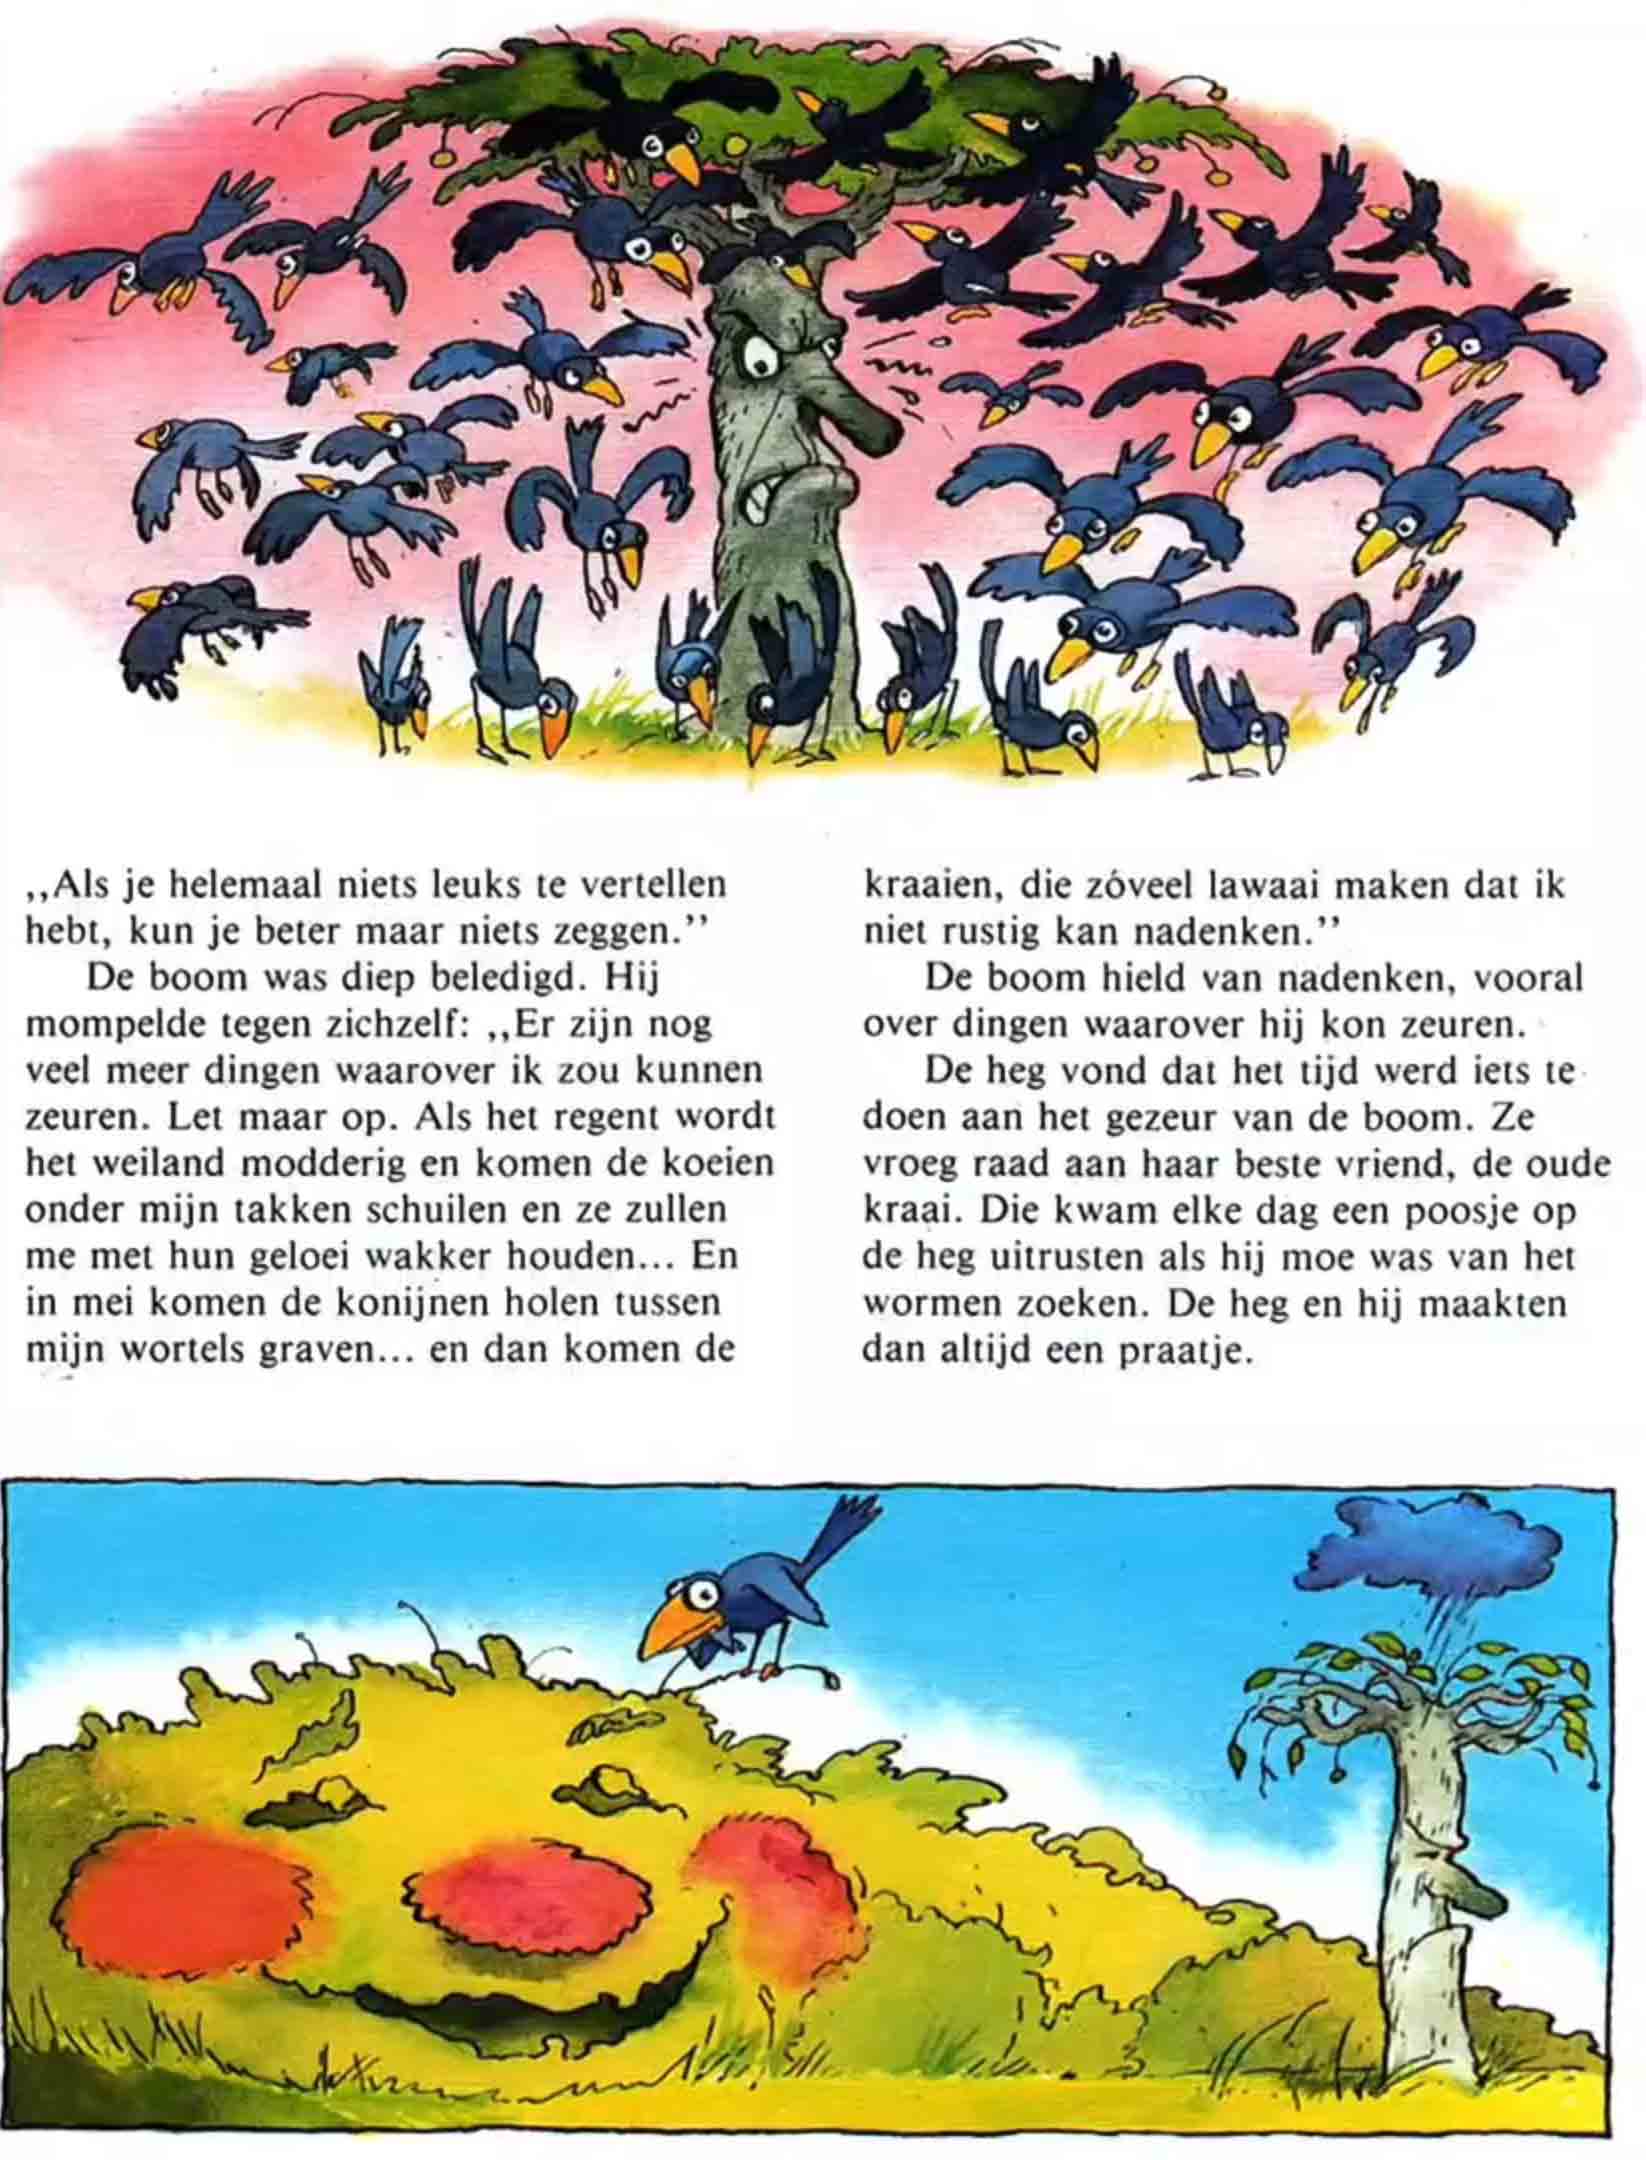 ,,Als je helemaal niets leuks te vertellen
hebt, kun je beter maar niets zeggen.’’
De boom was diep beledigd. Hij
mompelde tegen zichzelf: ,,Er zijn nog
veel meer dingen waarover ik zou kunnen
zeuren. Let maar op. Als het regent wordt
het weiland modderig en komen de koeien
onder mijn takken schuilen en ze zullen
me met hun geloei wakker houden... En
in mei komen de konijnen holen tussen
mijn wortels graven... en dan komen de
kraaien, die zóveel lawaai maken dat ik
niet rustig kan nadenken.’’
De boom hield van nadenken, vooral
over dingen waarover hij kon zeuren.
De heg vond dat het tijd werd iets te
doen aan het gezeur van de boom. Ze
vroeg raad aan haar beste vriend, de oude
kraai. Die kwam elke dag een poosje op
de heg uitrusten als hij moe was van het
wormen zoeken. De heg en hij maakten
dan altijd een praatje.